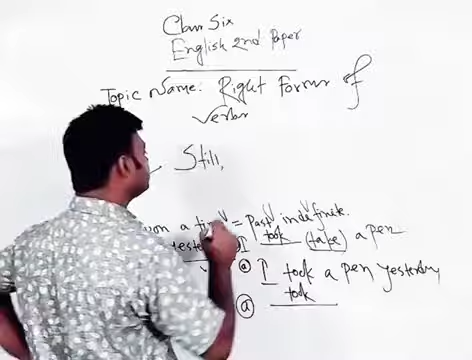 Class Six
English 2nd Paper
Topic Name: Right Forms of
Verbs
Still,
a = Past indefinite.
I took (take) a pen
(a) I took a pen yesterday
(a) took